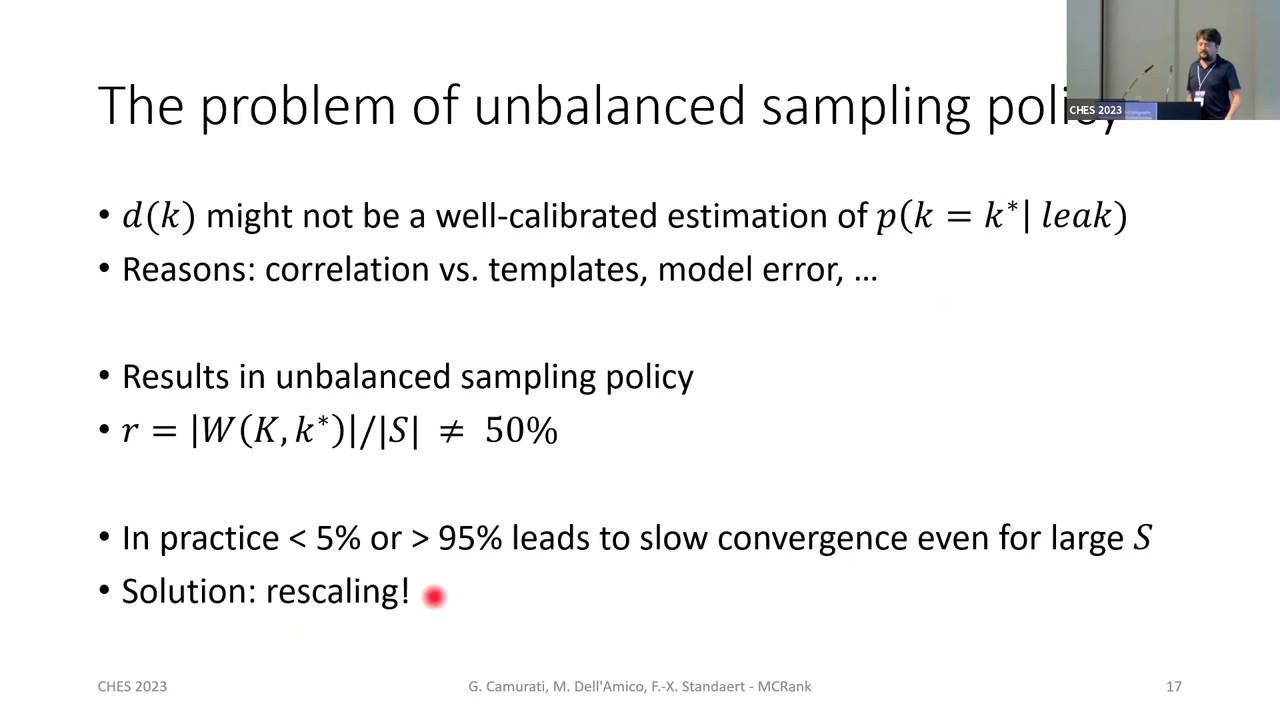 The problem of unbalanced sampling policy
CHES 2023
• d(k) might not be a well-calibrated estimation of p(k = k*| leak)
• Reasons: correlation vs. templates, model error, …
• Results in unbalanced sampling policy
• r = |W(K, k*)|/|S| ≠ 50%
• In practice < 5% or > 95% leads to slow convergence even for large S
• Solution: rescaling!
CHES 2023
G. Camurati, M. Dell'Amico, F.-X. Standaert - MCRank
17